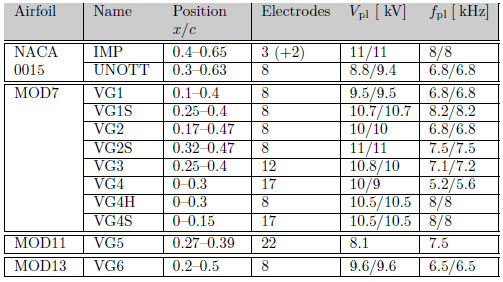 Airfoil Name Position Electrodes Vpl [ kV] fpl [ kHz]
x/c
NACA IMP 0.4–0.65 3 (+2) 11/11 8/8
0015 UNOTT 0.3–0.63 8 8.8/9.4 6.8/6.8
MOD7 VG1 0.1–0.4 8 9.5/9.5 6.8/6.8
VG1S 0.25–0.4 8 10.7/10.7 8.2/8.2
VG2 0.17–0.47 8 10/10 6.8/6.8
VG2S 0.32–0.47 8 11/11 7.5/7.5
VG3 0.25–0.4 12 10.8/10 7.1/7.2
VG4 0–0.3 17 10/9 5.2/5.6
VG4H 0–0.3 8 10.5/10.5 8/8
VG4S 0–0.15 17 10.5/10.5 8/8
MOD11 VG5 0.27–0.39 22 8.1 7.5
MOD13 VG6 0.2–0.5 8 9.6/9.6 6.5/6.5